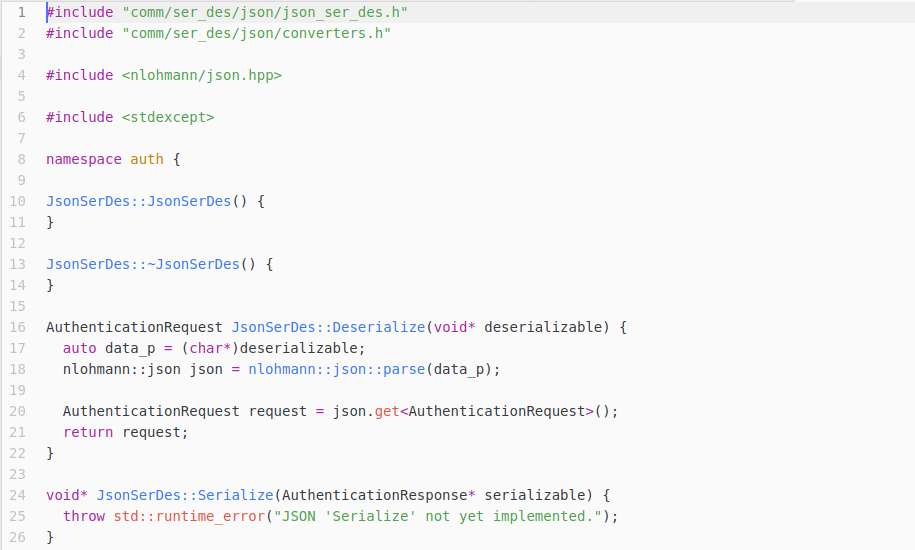 1 #include "comm/ser_des/json/json_ser_des.h"
2 #include "comm/ser_des/json/converters.h"
3
4 #include <nlohmann/json.hpp>
5
6 #include <stdexcept>
7
8 namespace auth {
9
10 JsonSerDes::JsonSerDes() {
11 }
12
13 JsonSerDes::~JsonSerDes() {
14 }
15
16 AuthenticationRequest JsonSerDes::Deserialize(void* deserializable) {
17   auto data_p = (char*)deserializable;
18   nlohmann::json json = nlohmann::json::parse(data_p);
19
20   AuthenticationRequest request = json.get<AuthenticationRequest>();
21   return request;
22 }
23
24 void* JsonSerDes::Serialize(AuthenticationResponse* serializable) {
25   throw std::runtime_error("JSON 'Serialize' not yet implemented.");
26 }